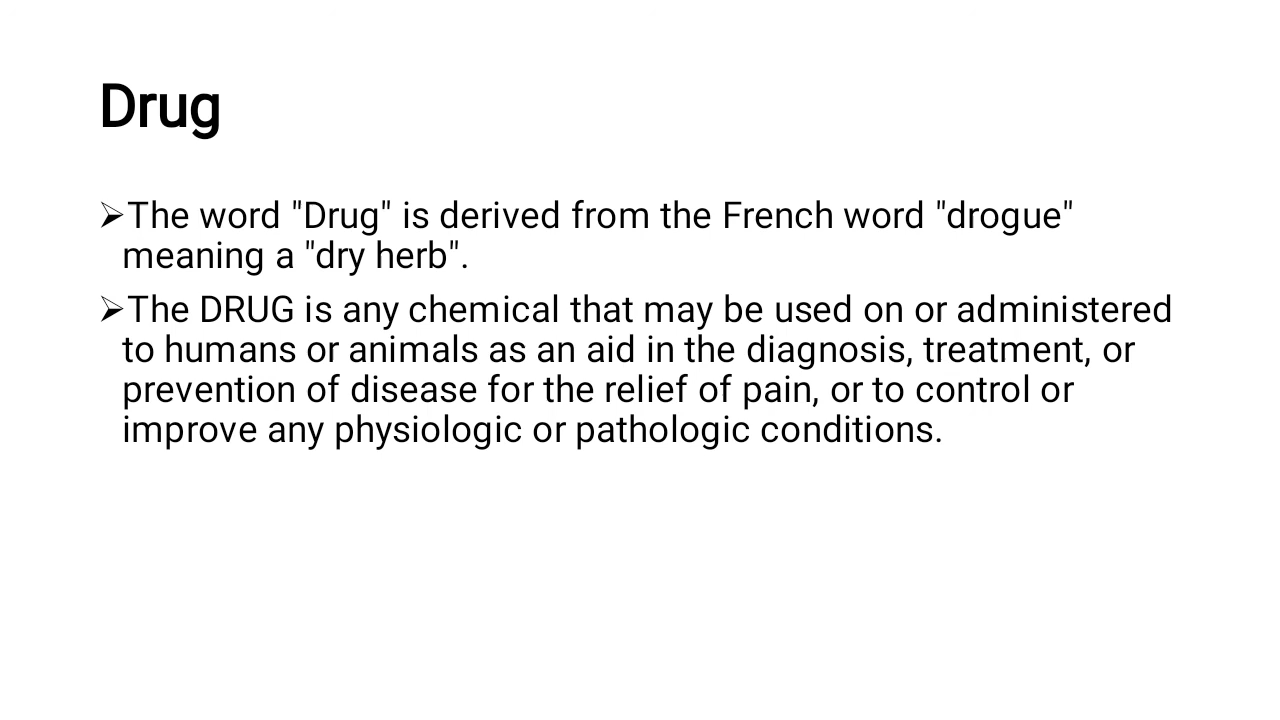 Drug
➢The word "Drug" is derived from the French word "drogue"
meaning a "dry herb".
➢The DRUG is any chemical that may be used on or administered
to humans or animals as an aid in the diagnosis, treatment, or
prevention of disease for the relief of pain, or to control or
improve any physiologic or pathologic conditions.